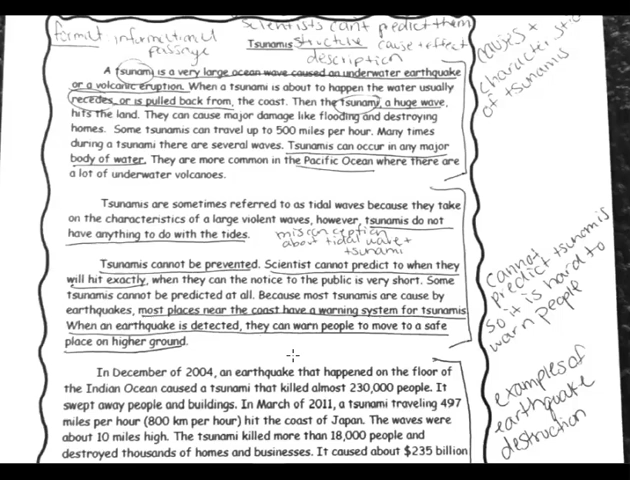 scientists can't predict them
format: informational passage
Tsunamis structure cause + effect
description
causes + characteristics of tsunamis
A tsunami is a very large ocean wave caused an underwater earthquake
or a volcanic eruption. When a tsunami is about to happen the water usually
recedes, or is pulled back from, the coast. Then the tsunamy, a huge wave,
hits the land. They can cause major damage like flooding and destroying
homes. Some tsunamis can travel up to 500 miles per hour. Many times
during a tsunami there are several waves. Tsunamis can occur in any major
body of water. They are more common in the Pacific Ocean where there are
a lot of underwater volcanoes.
Tsunamis are sometimes referred to as tidal waves because they take
on the characteristics of a large violent waves, however, tsunamis do not
have anything to do with the tides.
misconception
about tidal wave +
tsunami
Tsunamis cannot be prevented. Scientist cannot predict to when they
will hit exactly, when they can the notice to the public is very short. Some
tsunamis cannot be predicted at all. Because most tsunamis are cause by
earthquakes, most places near the coast have a warning system for tsunamis.
When an earthquake is detected, they can warn people to move to a safe
place on higher ground.
cannot
predict tsunamis
so it is hard to
warn people
In December of 2004, an earthquake that happened on the floor of
the Indian Ocean caused a tsunami that killed almost 230,000 people. It
swept away people and buildings. In March of 2011, a tsunami traveling 497
miles per hour (800 km per hour) hit the coast of Japan. The waves were
about 10 miles high. The tsunami killed more than 18,000 people and
destroyed thousands of homes and businesses. It caused about $235 billion
examples of
earthquake
destruction